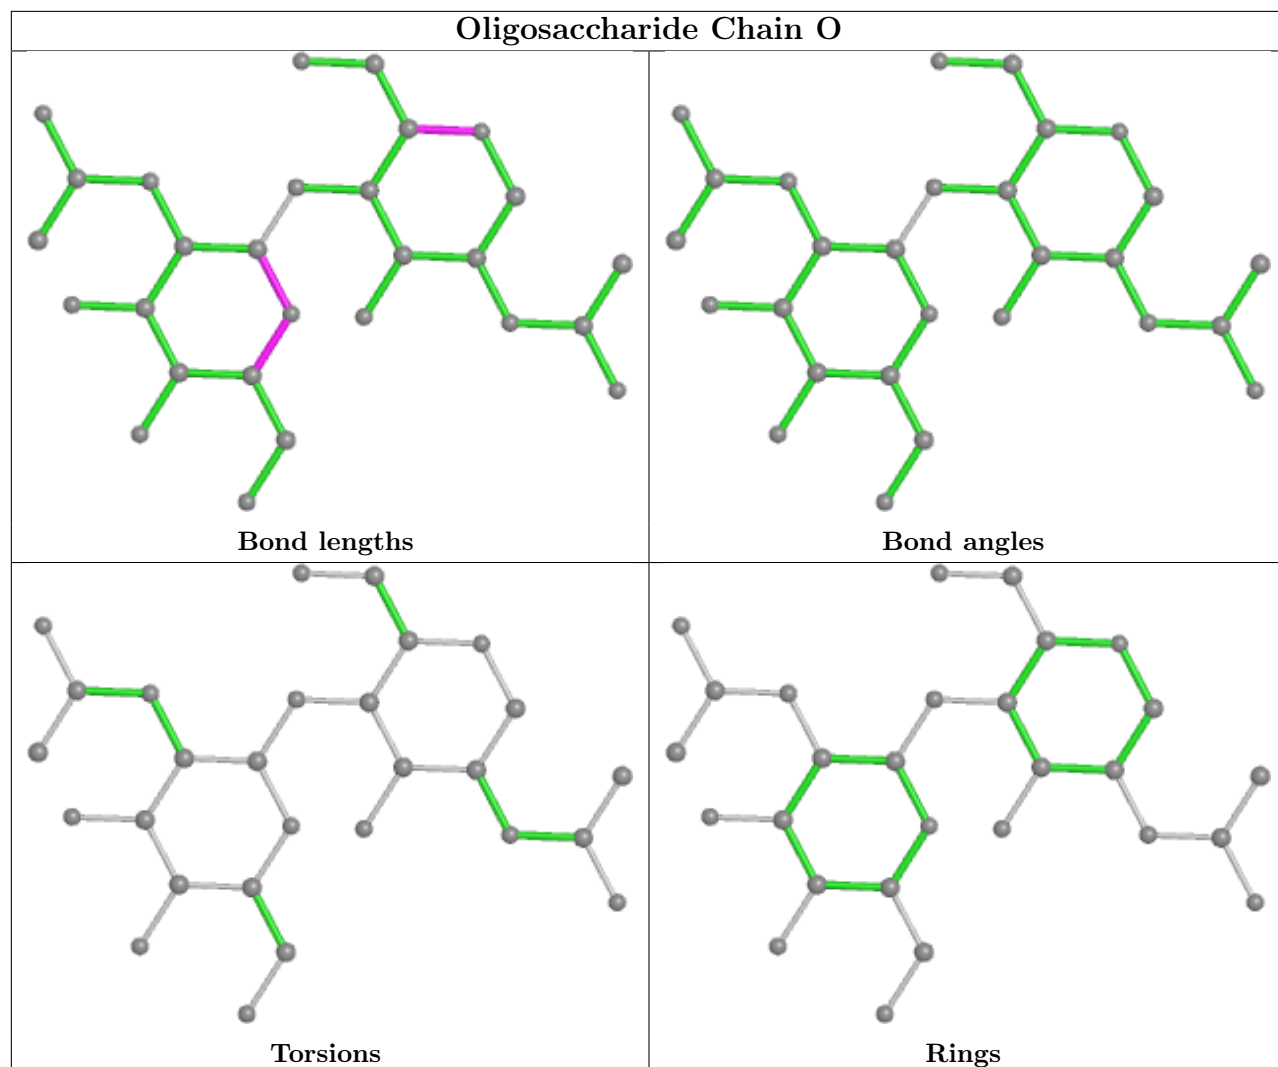 Oligosaccharide Chain O
Bond lengths
Bond angles
Torsions
Rings